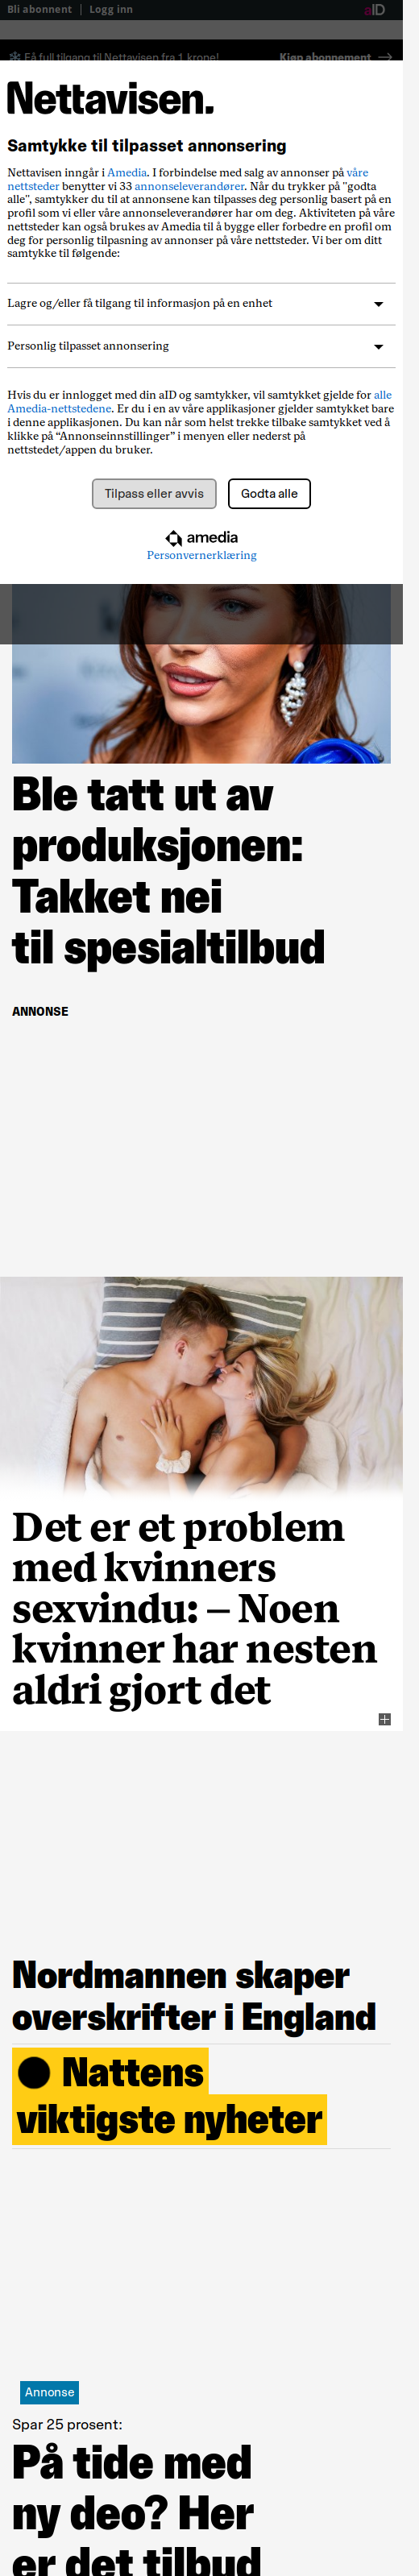 Bli abonnent | Logg inn
aID
Få full tilgang til Nettavisen fra 1 krone!
Kjøp abonnement →
Nettavisen.
Samtykke til tilpasset annonsering
Nettavisen inngår i Amedia. I forbindelse med salg av annonser på våre
nettsteder benytter vi 33 annonseleverandører. Når du trykker på "godta
alle", samtykker du til at annonsene kan tilpasses deg personlig basert på en
profil som vi eller våre annonseleverandører har om deg. Aktiviteten på våre
nettsteder kan også brukes av Amedia til å bygge eller forbedre en profil om
deg for personlig tilpasning av annonser på våre nettsteder. Vi ber om ditt
samtykke til følgende:
Lagre og/eller få tilgang til informasjon på en enhet
Personlig tilpasset annonsering
Hvis du er innlogget med din aID og samtykker, vil samtykket gjelde for alle
Amedia-nettstedene. Er du i en av våre applikasjoner gjelder samtykket bare
i denne applikasjonen. Du kan når som helst trekke tilbake samtykket ved å
klikke på “Annonseinnstillinger” i menyen eller nederst på
nettstedet/appen du bruker.
Tilpass eller avvis
Godta alle
amedia
Personvernerklæring
Ble tatt ut av
produksjonen:
Takket nei
til spesialtilbud
ANNONSE
Det er et problem
med kvinners
sexvindu: – Noen
kvinner har nesten
aldri gjort det
Nordmannen skaper
overskrifter i England
Nattens
viktigste nyheter
Annonse
Spar 25 prosent:
På tide med
ny deo? Her
er det tilbud